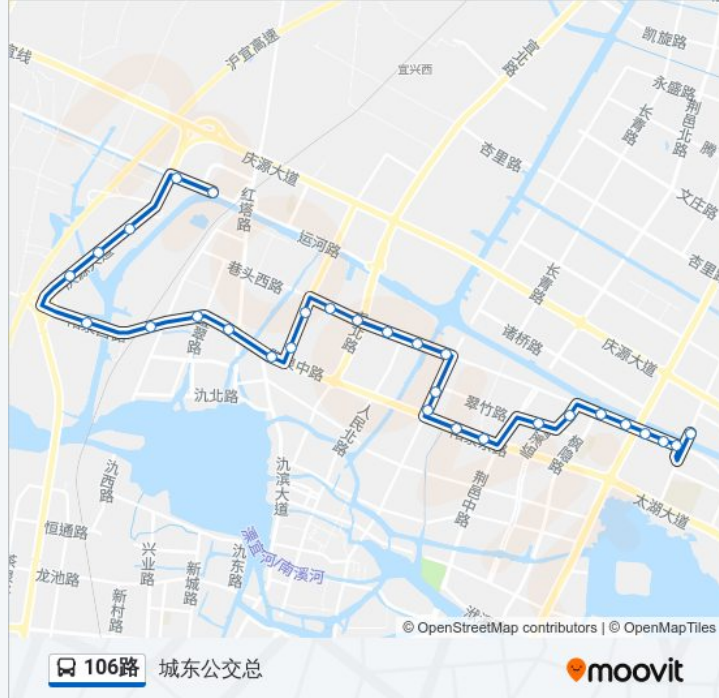 宜线
沪宜高速
宜兴西
宜北路
凯旋路
永盛路
荆邑北路
长青路
腾
杏里路
文庄路
庆源大道
红塔路
运河路
杏里路
巷头西路
长青路
诸桥路
庆源大道
氿北路
翠竹路
人民北路
枫隐路
氿滨大道
荆邑中路
太湖大道
氿西路
恒通路
兴业路
溧宜河/南溪河
氿东路
龙池路
新城路
新村路
© OpenStreetMap contributors | © OpenMapTiles
106路 城东公交总
moovit